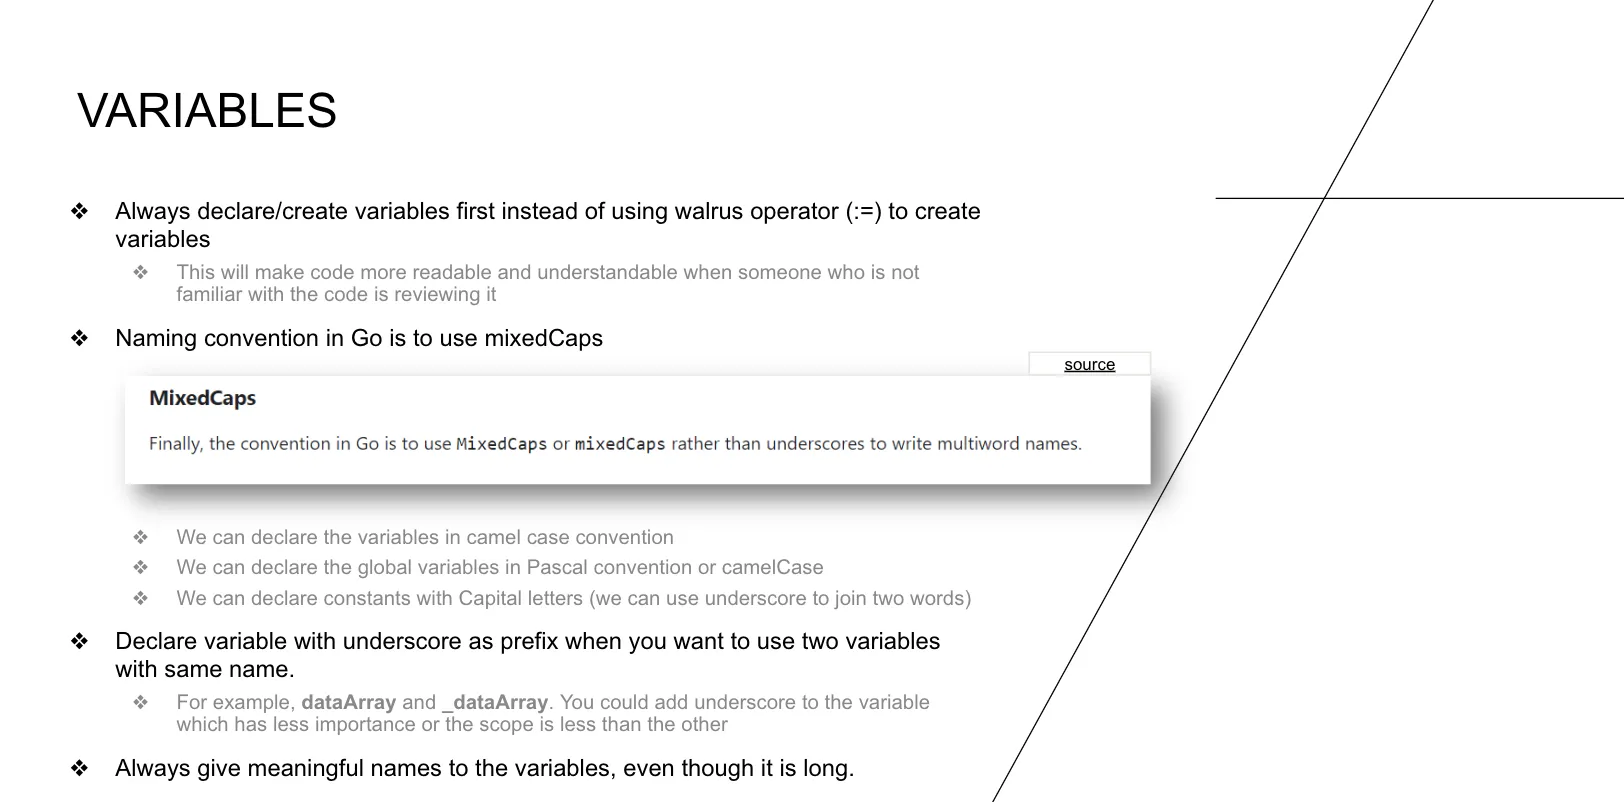 VARIABLES
❖ Always declare/create variables first instead of using walrus operator (:=) to create
variables
❖ This will make code more readable and understandable when someone who is not
familiar with the code is reviewing it
❖ Naming convention in Go is to use mixedCaps
source
MixedCaps
Finally, the convention in Go is to use MixedCaps or mixedCaps rather than underscores to write multiword names.
❖ We can declare the variables in camel case convention
❖ We can declare the global variables in Pascal convention or camelCase
❖ We can declare constants with Capital letters (we can use underscore to join two words)
❖ Declare variable with underscore as prefix when you want to use two variables
with same name.
❖ For example, dataArray and _dataArray. You could add underscore to the variable
which has less importance or the scope is less than the other
❖ Always give meaningful names to the variables, even though it is long.